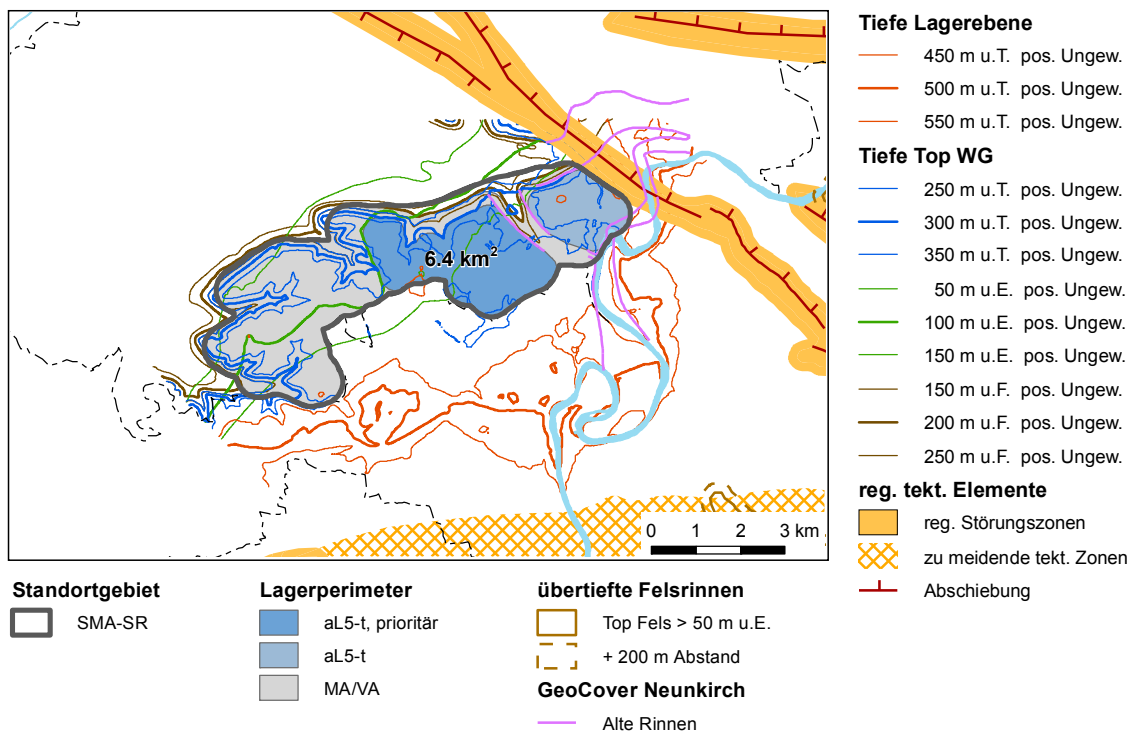 6.4 km²
0 1 2 3 km
Tiefe Lagerebene
450 m u.T. pos. Ungew.
500 m u.T. pos. Ungew.
550 m u.T. pos. Ungew.
Tiefe Top WG
250 m u.T. pos. Ungew.
300 m u.T. pos. Ungew.
350 m u.T. pos. Ungew.
50 m u.E. pos. Ungew.
100 m u.E. pos. Ungew.
150 m u.E. pos. Ungew.
150 m u.F. pos. Ungew.
200 m u.F. pos. Ungew.
250 m u.F. pos. Ungew.
reg. tekt. Elemente
reg. Störungszonen
zu meidende tekt. Zonen
Abschiebung
Standortgebiet
SMA-SR
Lagerperimeter
aL5-t, prioritär
aL5-t
MA/VA
übertiefte Felsrinnen
Top Fels > 50 m u.E.
+ 200 m Abstand
GeoCover Neunkirch
Alte Rinnen